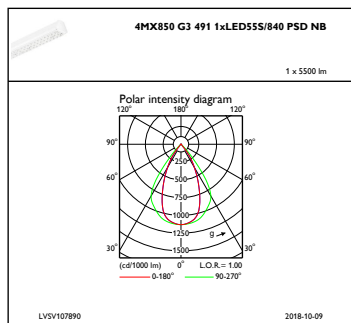 4MX850 G3 491 1xLED55S/840 PSD NB
1 x 5500 lm
Polar intensity diagram
120° 180° 120°
90° 90°
250
60° 500 60°
750
1000
1250
30° 1500 30°
(cd/1000 lm) 0° L.O.R.= 1.00
0-180° 90-270°
LVSV107890 2018-10-09